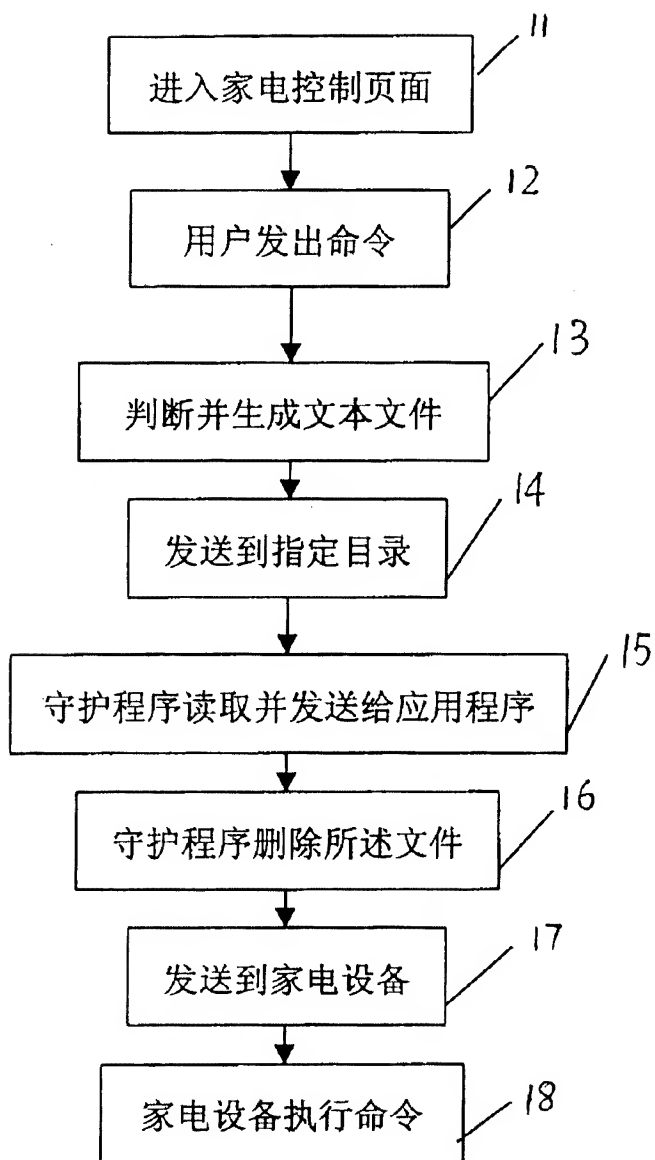 11
进入家电控制页面
12
用户发出命令
13
判断并生成文本文件
14
发送到指定目录
15
守护程序读取并发送给应用程序
16
守护程序删除所述文件
17
发送到家电设备
18
家电设备执行命令